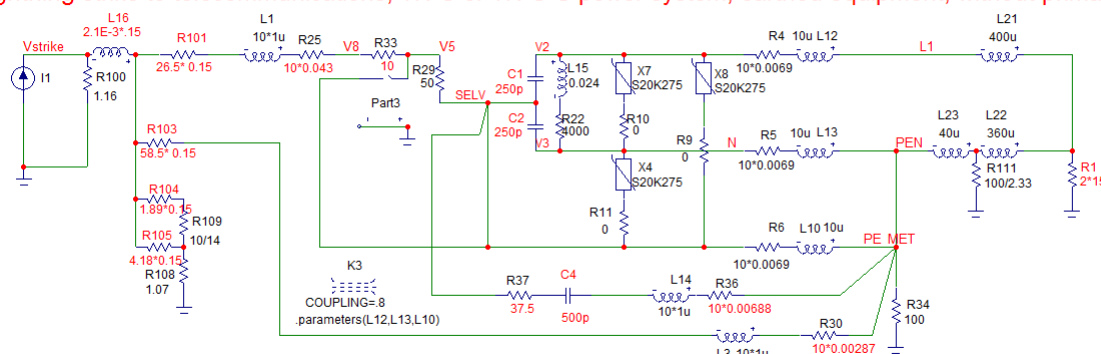 L16
2.1E-3*.15
Vstrike
R101
26.5* 0.15
L1
10*1u
R25
10*0.043
V8
R33
10
V5
V2
R4
10*0.0069
10u L12
L1
L21
400u
I1
R100
1.16
R29
50
SELV
C1
250p
L15
0.024
X7
S20K275
X8
S20K275
Part3
C2
250p
R22
4000
R10
0
V3
R9
0
N
R5
10*0.0069
10u L13
PEN
L23
40u
L22
360u
R111
100/2.33
R1
R103
58.5* 0.15
X4
S20K275
R104
1.89*0.15
R109
10/14
R11
0
R105
4.18*0.15
R108
1.07
R6
10*0.0069
L10 10u
PE MET
K3
COUPLING=.8
.parameters(L12,L13,L10)
R37
37.5
C4
500p
L14
10*1u
R36
10*0.00688
R34
100
R30
10*0.00287
10*1u